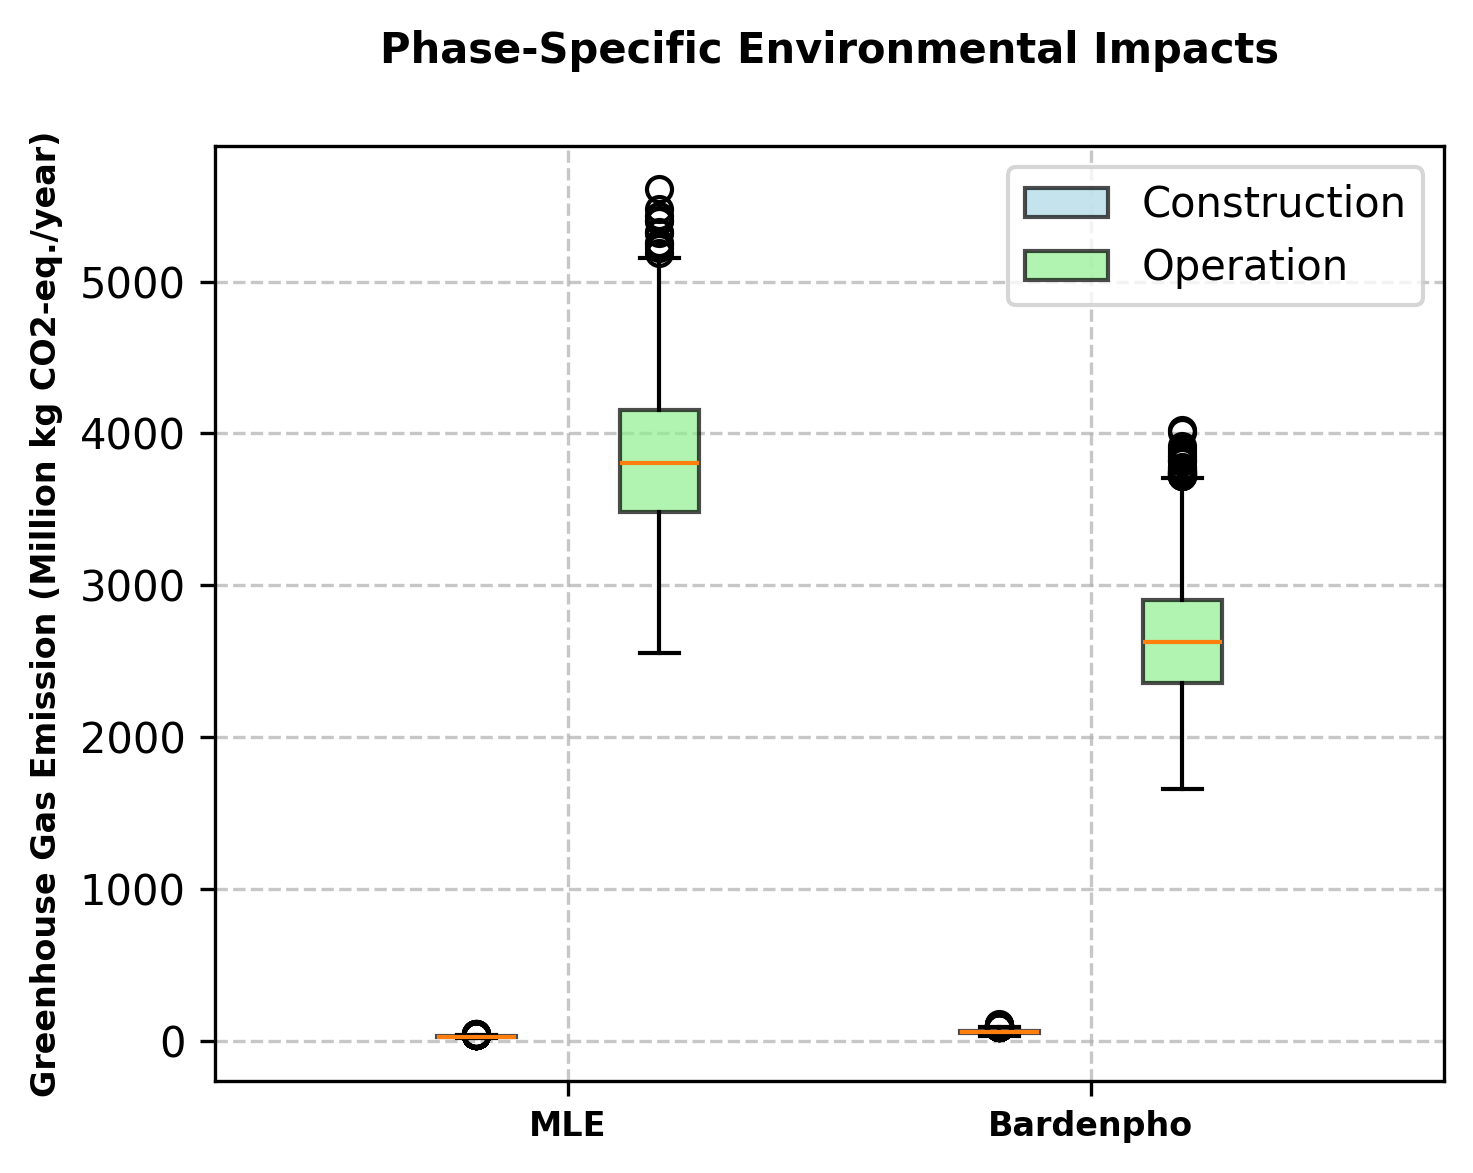 Phase-Specific Environmental Impacts
Greenhouse Gas Emission (Million kg CO2-eq./year)
5000
4000
3000
2000
1000
0
Construction
Operation
MLE
Bardenpho